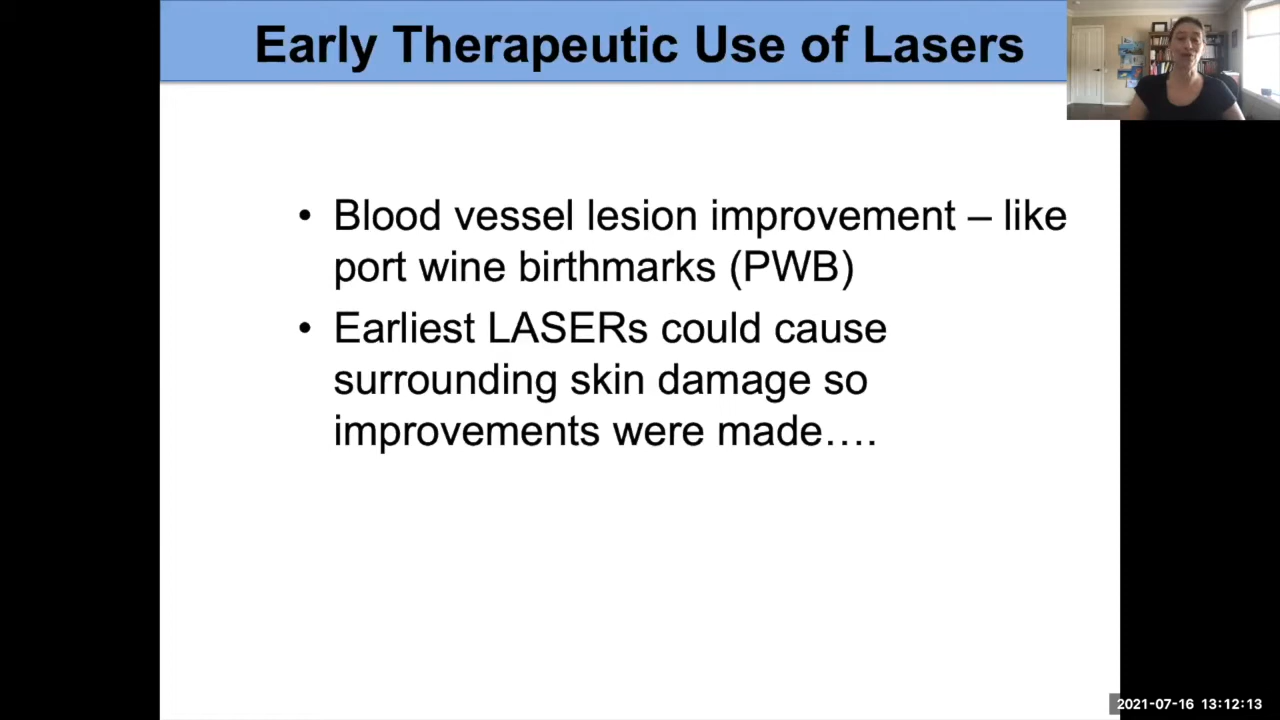 Early Therapeutic Use of Lasers
• Blood vessel lesion improvement – like
port wine birthmarks (PWB)
• Earliest LASERs could cause
surrounding skin damage so
improvements were made….
2021-07-16 13:12:13